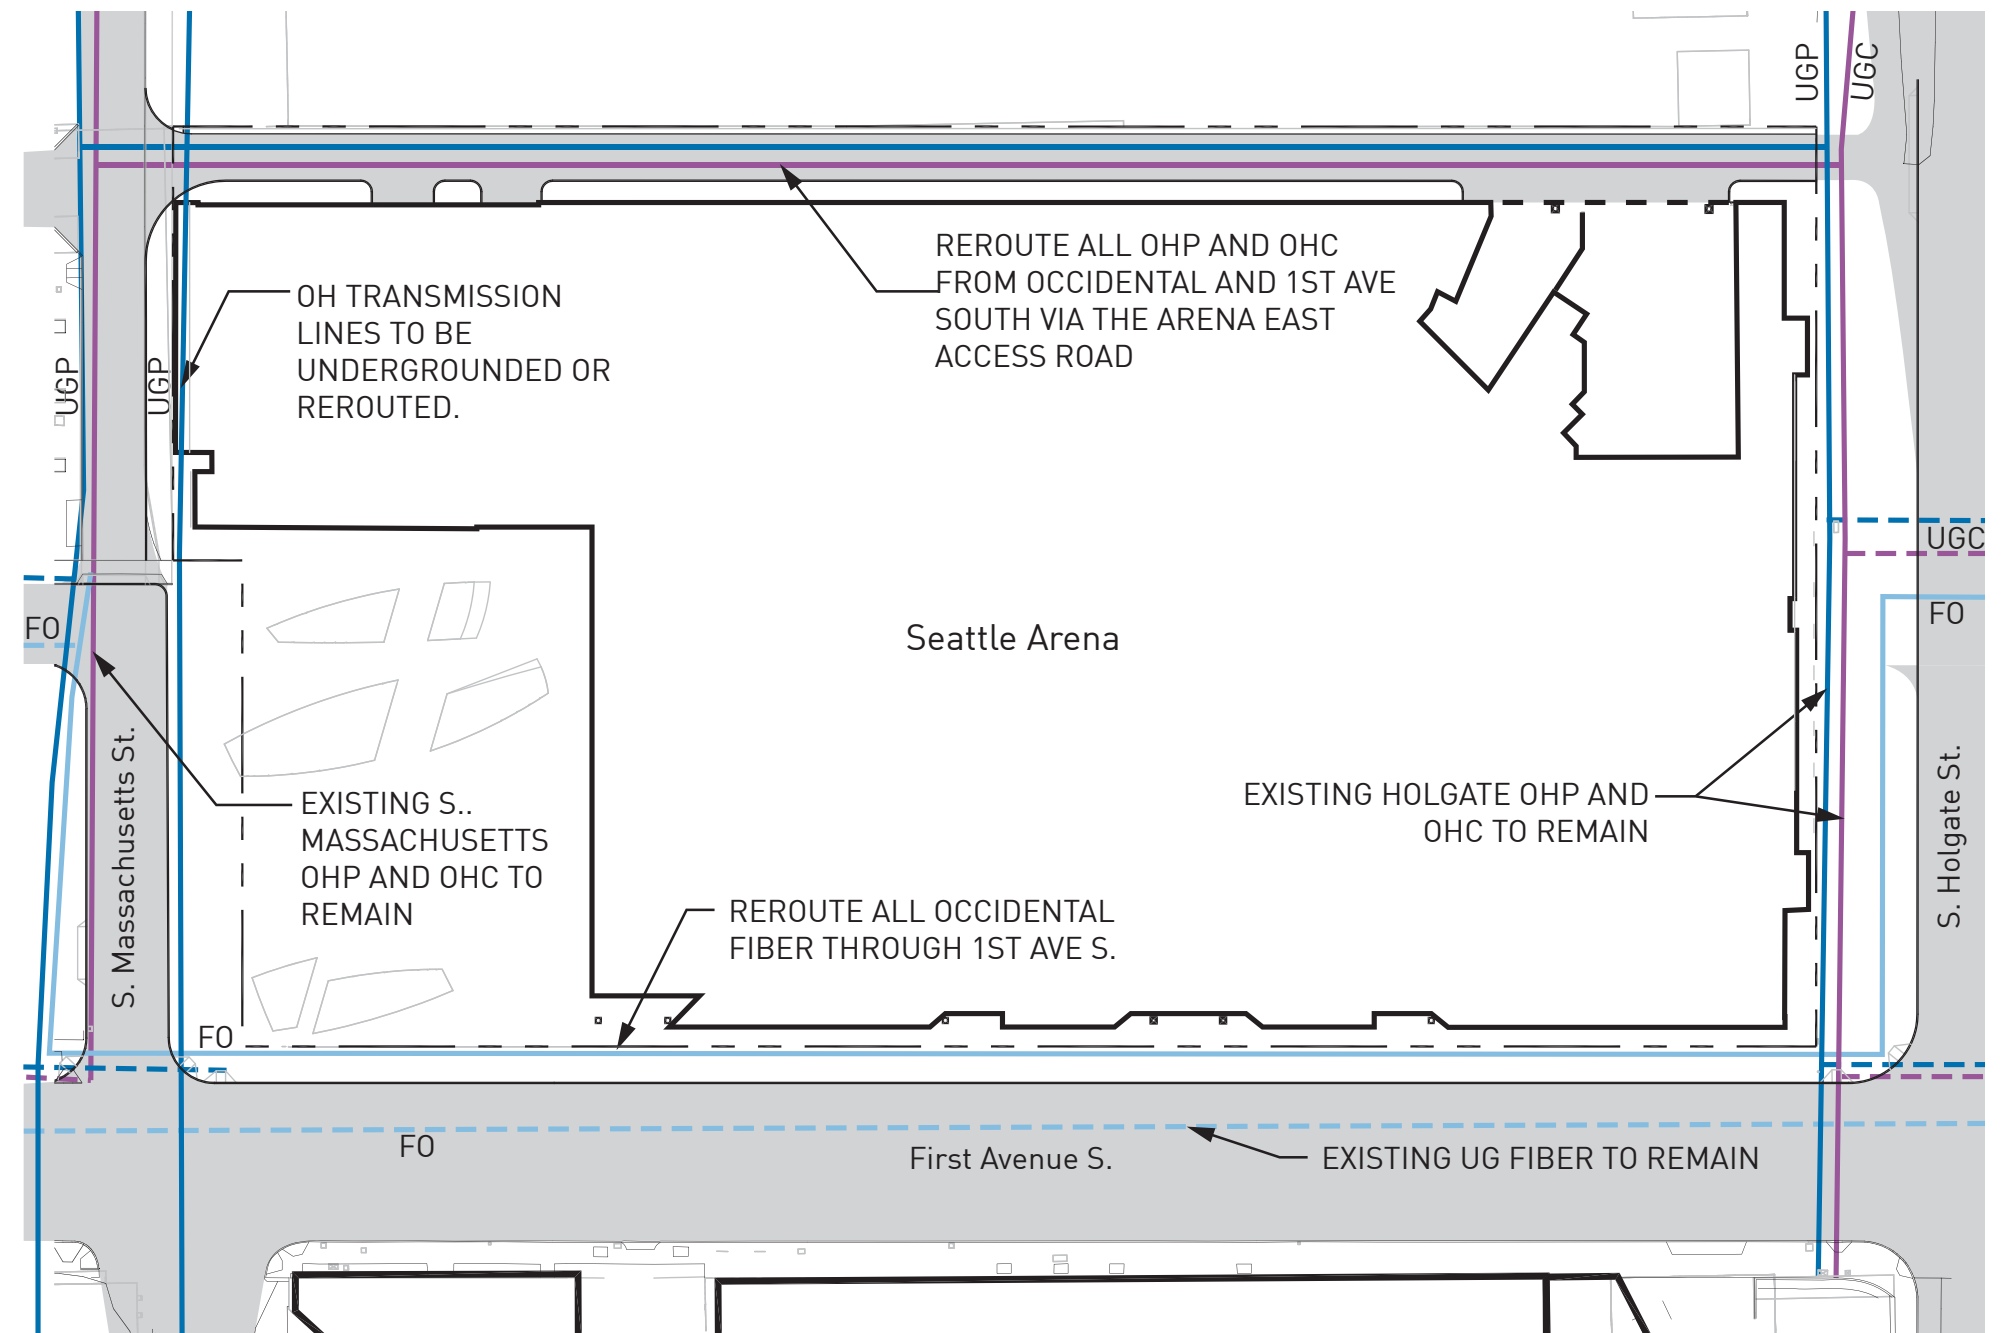 UGP
UGC
REROUTE ALL OHP AND OHC
FROM OCCIDENTAL AND 1ST AVE
SOUTH VIA THE ARENA EAST
ACCESS ROAD
OH TRANSMISSION
LINES TO BE
UNDERGROUNDED OR
REROUTED.
UGP
UGP
UGC
FO
FO
Seattle Arena
S. Massachusetts St.
S. Holgate St.
EXISTING S..
MASSACHUSETTS
OHP AND OHC TO
REMAIN
EXISTING HOLGATE OHP AND
OHC TO REMAIN
REROUTE ALL OCCIDENTAL
FIBER THROUGH 1ST AVE S.
FO
FO
First Avenue S.
EXISTING UG FIBER TO REMAIN